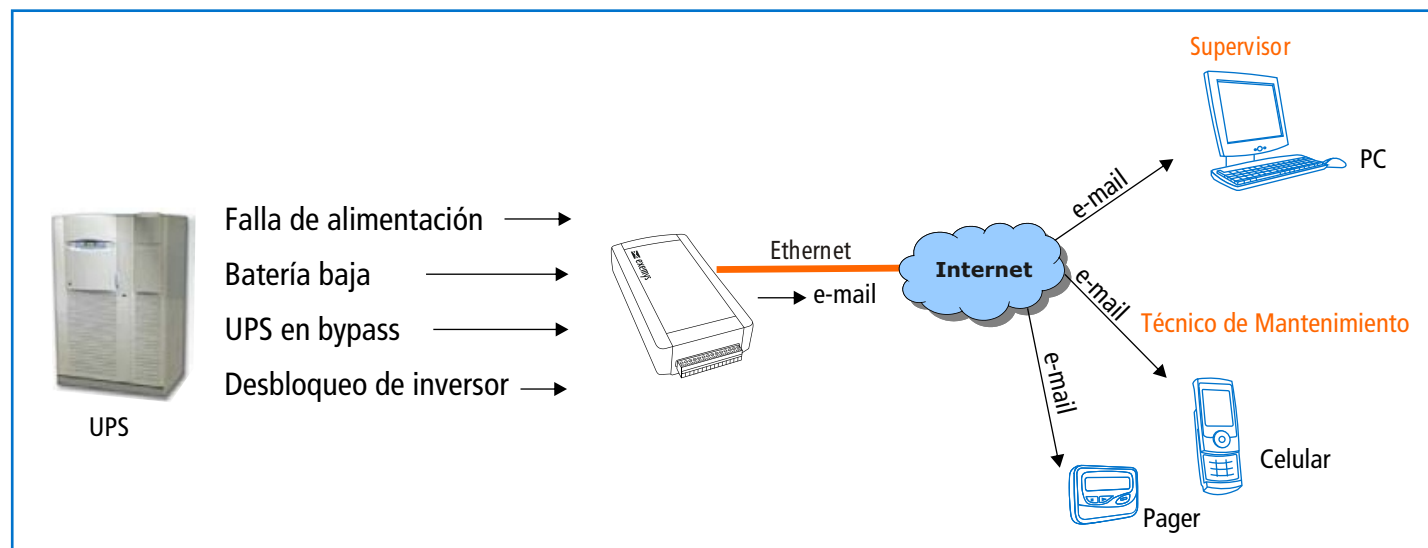 Supervisor
PC
Falla de alimentación
Batería baja
UPS en bypass
Desbloqueo de inversor
UPS
exemys
Ethernet
e-mail
Internet
e-mail
e-mail
e-mail
Técnico de Mantenimiento
Celular
Pager